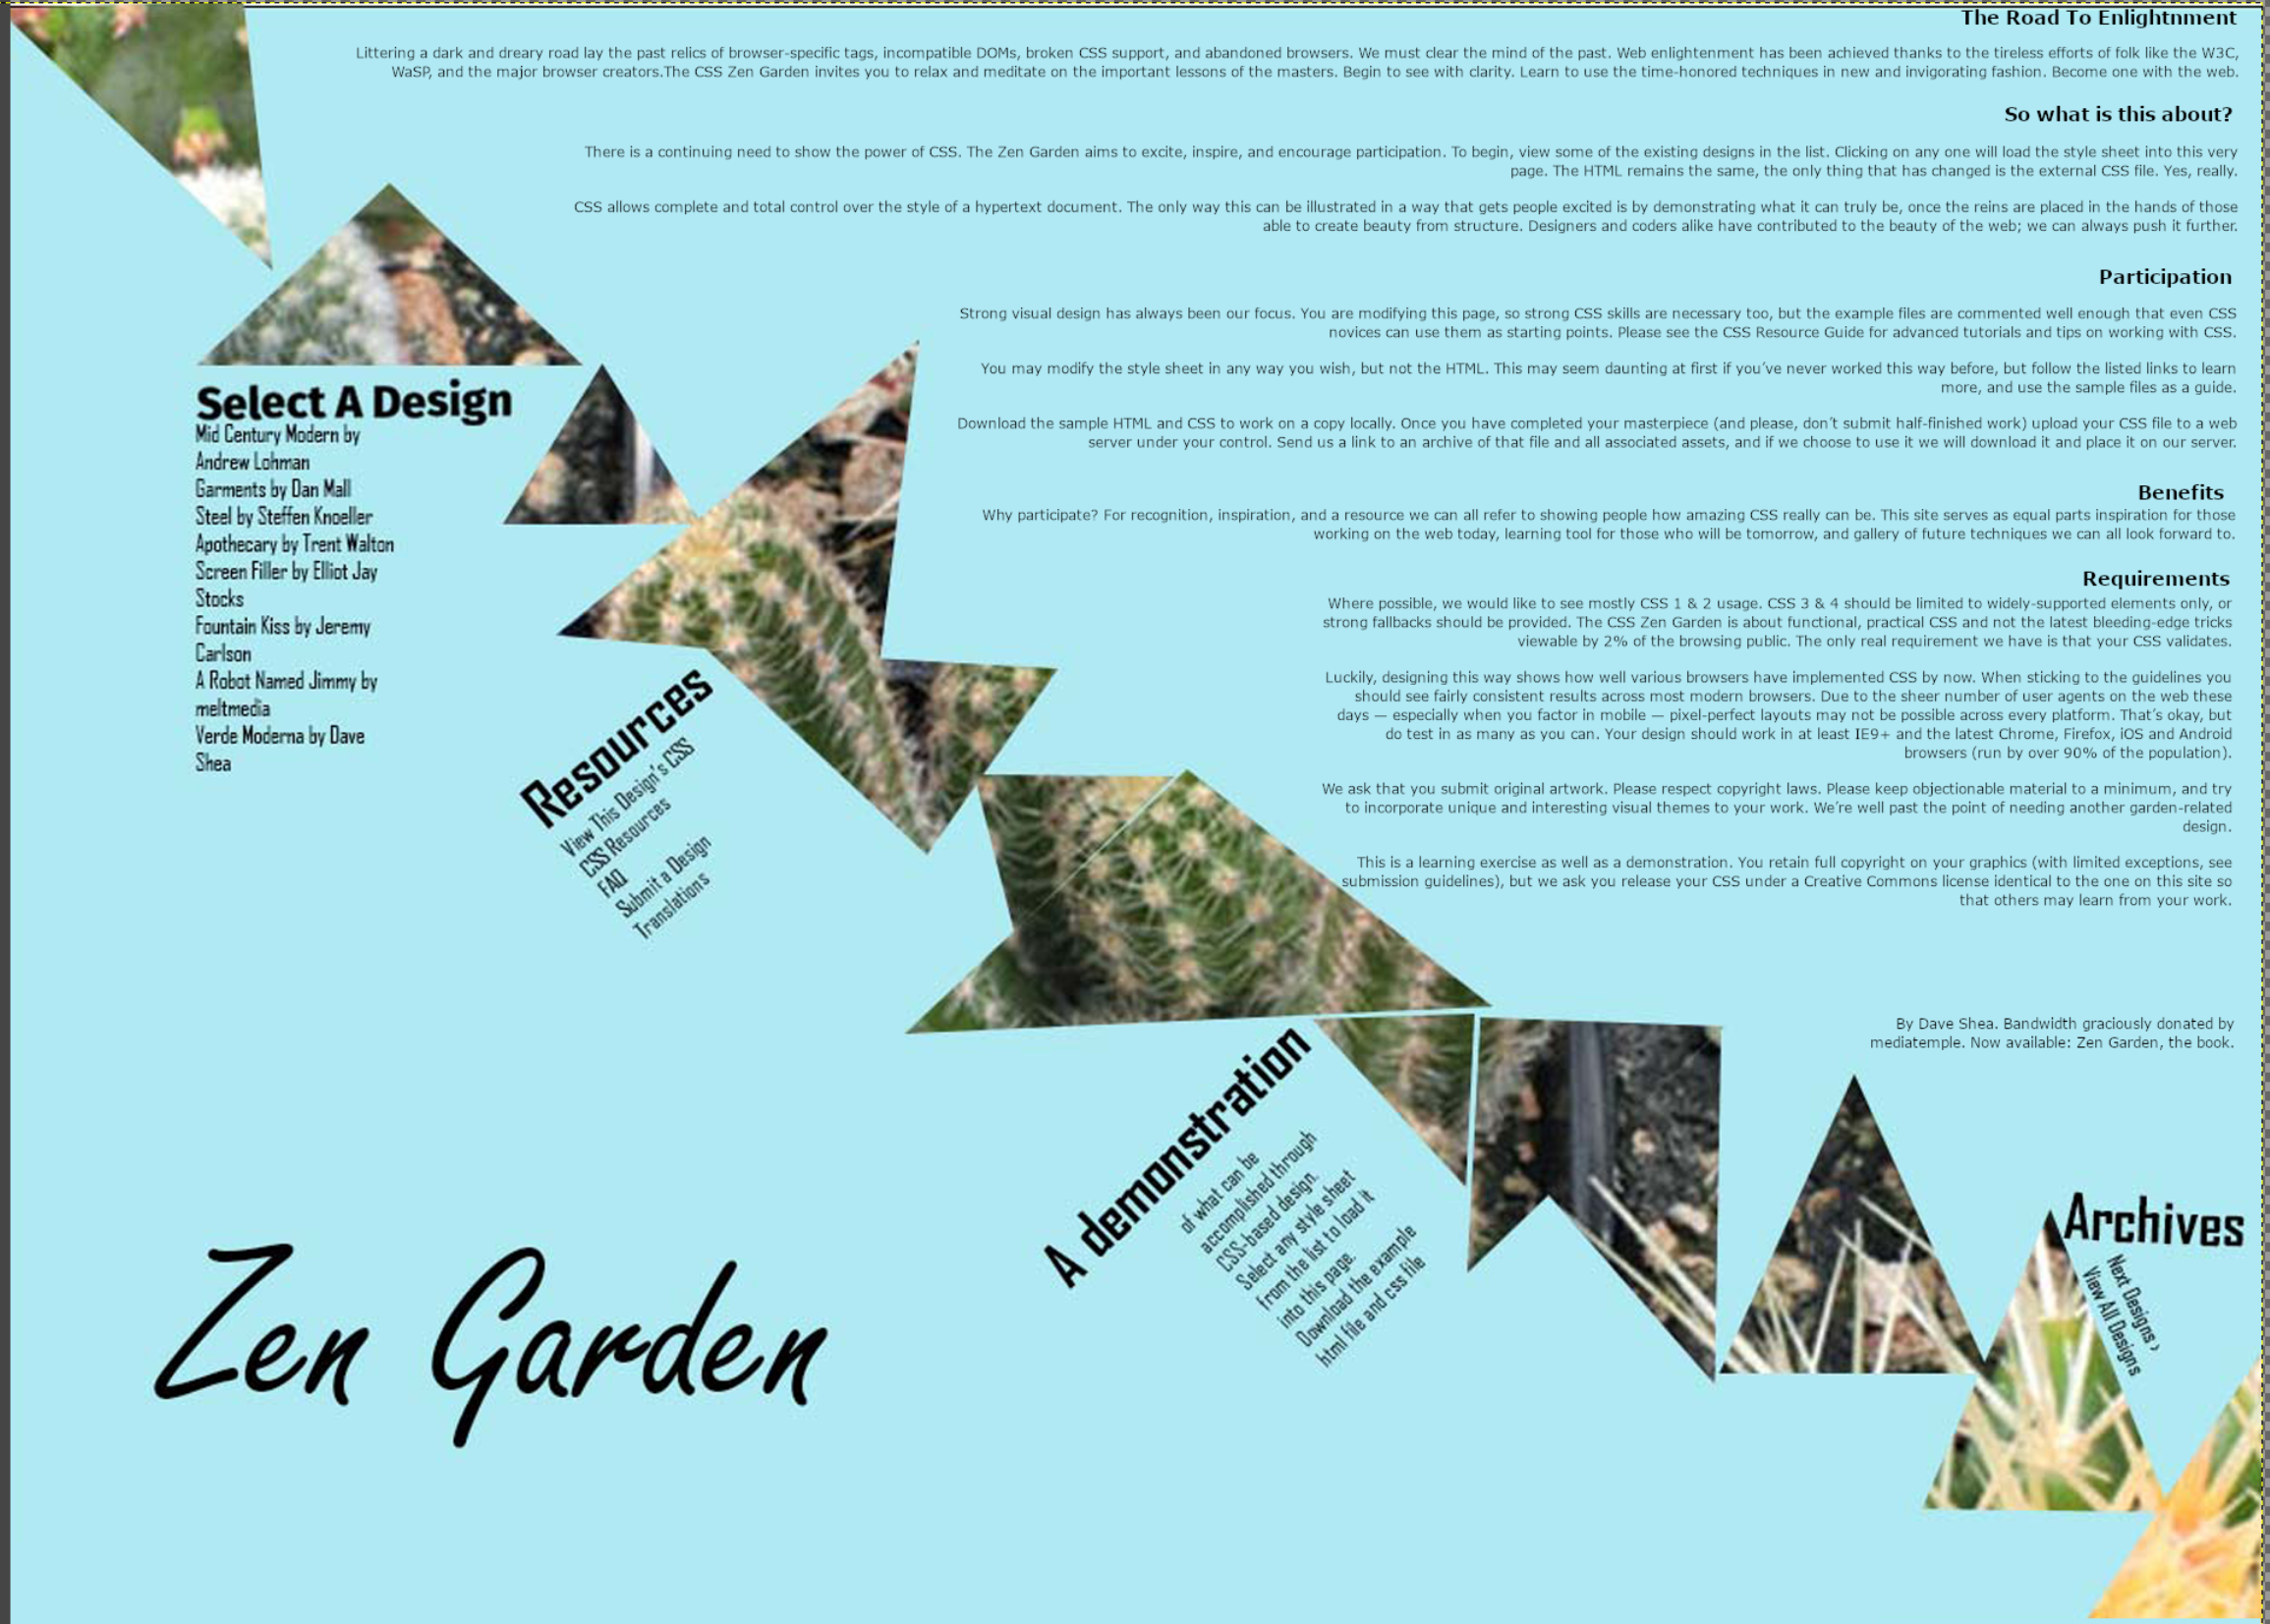 The Road To Enlightnment
Littering a dark and dreary road lay the past relics of browser-specific tags, incompatible DOMs, broken CSS support, and abandoned browsers. We must clear the mind of the past. Web enlightenment has been achieved thanks to the tireless efforts of folk like the W3C,
WaSP, and the major browser creators.The CSS Zen Garden invites you to relax and meditate on the important lessons of the masters. Begin to see with clarity. Learn to use the time-honored techniques in new and invigorating fashion. Become one with the web.
So what is this about?
There is a continuing need to show the power of CSS. The Zen Garden aims to excite, inspire, and encourage participation. To begin, view some of the existing designs in the list. Clicking on any one will load the style sheet into this very
page. The HTML remains the same, the only thing that has changed is the external CSS file. Yes, really.
CSS allows complete and total control over the style of a hypertext document. The only way this can be illustrated in a way that gets people excited is by demonstrating what it can truly be, once the reins are placed in the hands of those
able to create beauty from structure. Designers and coders alike have contributed to the beauty of the web; we can always push it further.
Participation
Strong visual design has always been our focus. You are modifying this page, so strong CSS skills are necessary too, but the example files are commented well enough that even CSS
novices can use them as starting points. Please see the CSS Resource Guide for advanced tutorials and tips on working with CSS.
You may modify the style sheet in any way you wish, but not the HTML. This may seem daunting at first if you've never worked this way before, but follow the listed links to learn
more, and use the sample files as a guide.
Download the sample HTML and CSS to work on a copy locally. Once you have completed your masterpiece (and please, don't submit half-finished work) upload your CSS file to a web
server under your control. Send us a link to an archive of that file and all associated assets, and if we choose to use it we will download it and place it on our server.
Benefits
Why participate? For recognition, inspiration, and a resource we can all refer to showing people how amazing CSS really can be. This site serves as equal parts inspiration for those
working on the web today, learning tool for those who will be tomorrow, and gallery of future techniques we can all look forward to.
Requirements
Where possible, we would like to see mostly CSS 1 & 2 usage. CSS 3 & 4 should be limited to widely-supported elements only, or
strong fallbacks should be provided. The CSS Zen Garden is about functional, practical CSS and not the latest bleeding-edge tricks
viewable by 2% of the browsing public. The only real requirement we have is that your CSS validates.
Luckily, designing this way shows how well various browsers have implemented CSS by now. When sticking to the guidelines you
should see fairly consistent results across most modern browsers. Due to the sheer number of user agents on the web these
days — especially when you factor in mobile — pixel-perfect layouts may not be possible across every platform. That's okay, but
do test in as many as you can. Your design should work in at least IE9+ and the latest Chrome, Firefox, iOS and Android
browsers (run by over 90% of the population).
We ask that you submit original artwork. Please respect copyright laws. Please keep objectionable material to a minimum, and try
to incorporate unique and interesting visual themes to your work. We're well past the point of needing another garden-related
design.
This is a learning exercise as well as a demonstration. You retain full copyright on your graphics (with limited exceptions, see
submission guidelines), but we ask you release your CSS under a Creative Commons license identical to the one on this site so
that others may learn from your work.
By Dave Shea. Bandwidth graciously donated by
mediatemple. Now available: Zen Garden, the book.
Select A Design
Mid Century Modern by
Andrew Lohman
Garments by Dan Mall
Steel by Steffen Knoeller
Apothecary by Trent Walton
Screen Filler by Elliot Jay
Stocks
Fountain Kiss by Jeremy
Carlson
A Robot Named Jimmy by
meltmedia
Verde Moderna by Dave
Shea
Resources
View This Design's CSS
CSS Resources
FAQ
Submit a Design
Translations
A demonstration
of what can be
accomplished through
CSS-based design.
Select any style sheet
from the list to load it
into this page.
Download the example
html file and css file
Archives
Next Designs ›
View All Designs
Zen Garden